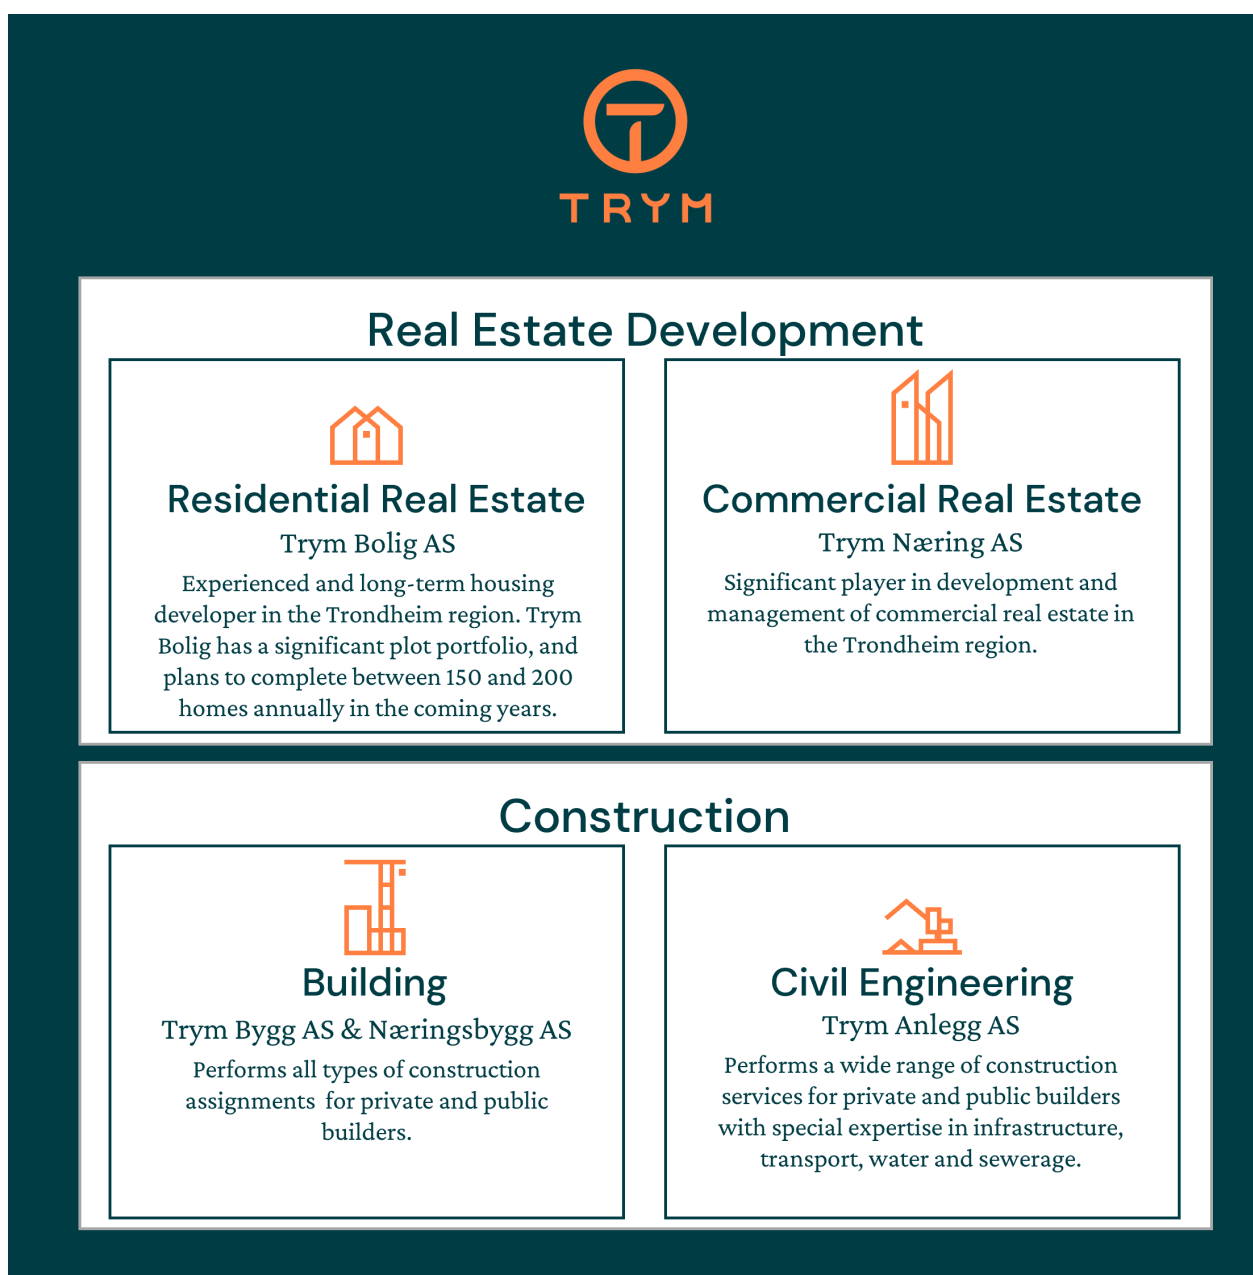 TRYM
Real Estate Development
Residential Real Estate
Trym Bolig AS
Experienced and long-term housing
developer in the Trondheim region. Trym
Bolig has a significant plot portfolio, and
plans to complete between 150 and 200
homes annually in the coming years.
Commercial Real Estate
Trym Næring AS
Significant player in development and
management of commercial real estate in
the Trondheim region.
Construction
Building
Trym Bygg AS & Næringsbygg AS
Performs all types of construction
assignments  for private and public
builders.
Civil Engineering
Trym Anlegg AS
Performs a wide range of construction
services for private and public builders
with special expertise in infrastructure,
transport, water and sewerage.